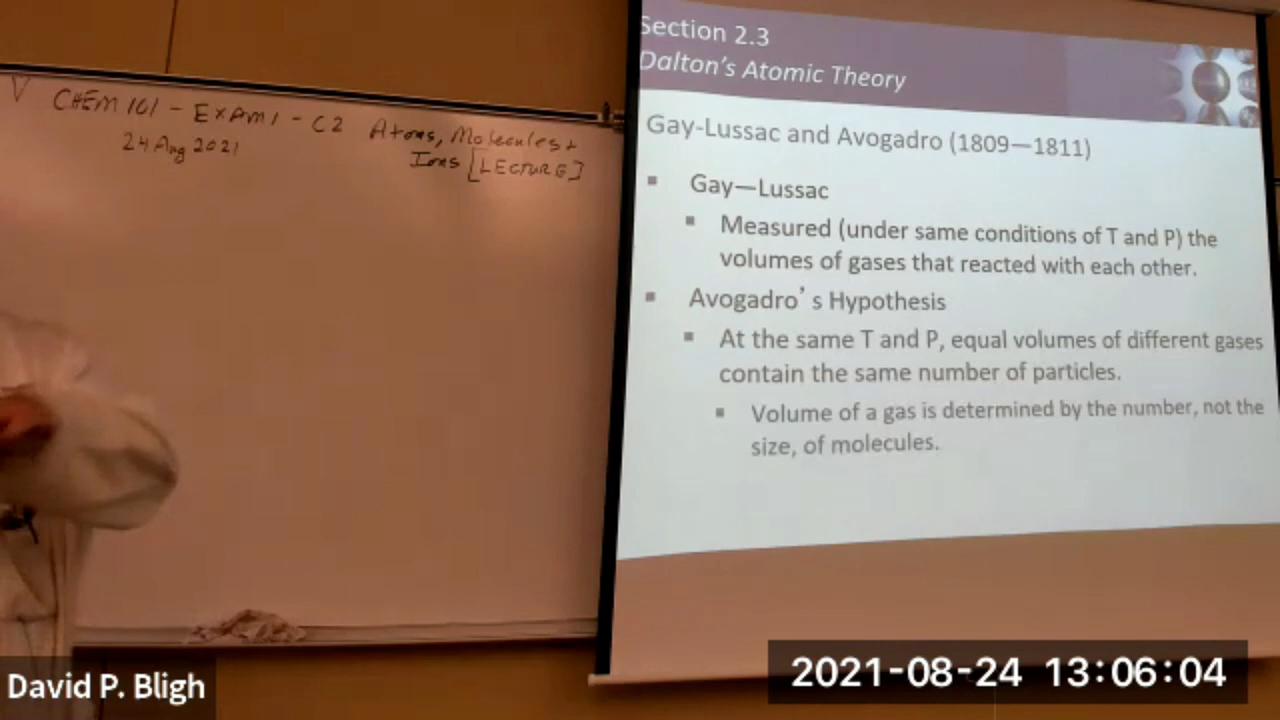 CHEM 101 - EXAM 1 - C2 Atoms, Molecules +
24 Aug 2021 Ions [LECTURE]
Section 2.3
Dalton's Atomic Theory
Gay-Lussac and Avogadro (1809—1811)
▪ Gay—Lussac
▪ Measured (under same conditions of T and P) the
volumes of gases that reacted with each other.
▪ Avogadro's Hypothesis
▪ At the same T and P, equal volumes of different gases
contain the same number of particles.
▪ Volume of a gas is determined by the number, not the
size, of molecules.
David P. Bligh
2021-08-24 13:06:04